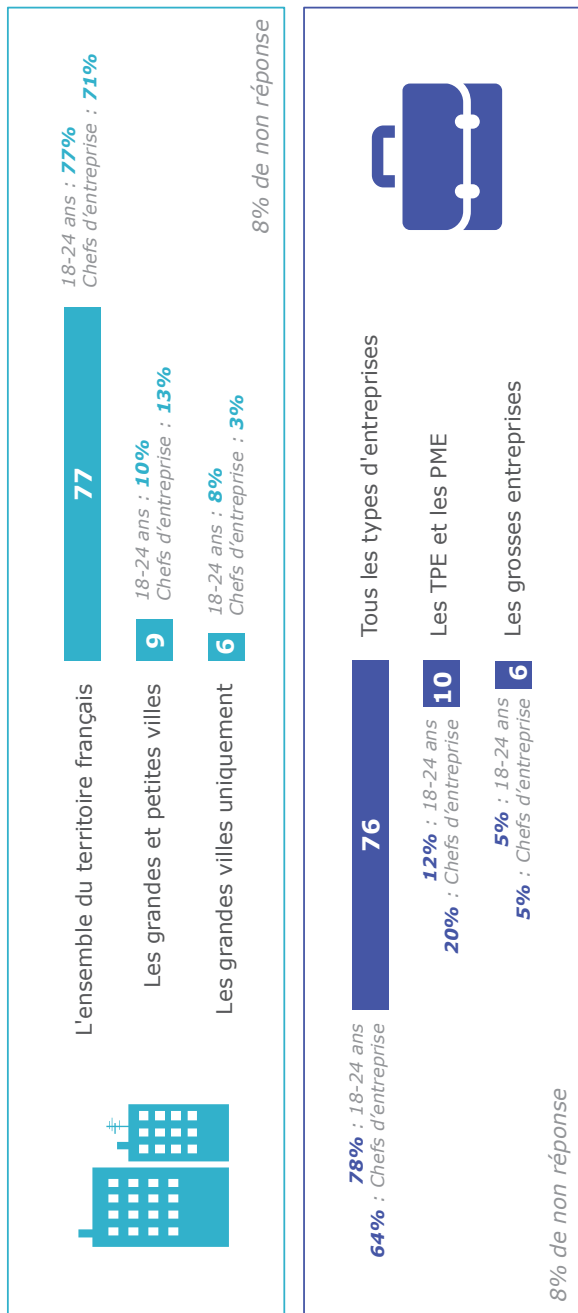 L'ensemble du territoire français
77
18-24 ans : 77%
Chefs d'entreprise : 71%
Les grandes et petites villes
9
18-24 ans : 10%
Chefs d'entreprise : 13%
Les grandes villes uniquement
6
18-24 ans : 8%
Chefs d'entreprise : 3%
8% de non réponse
78% : 18-24 ans
64% : Chefs d'entreprise
76
Tous les types d'entreprises
12% : 18-24 ans
20% : Chefs d'entreprise
10
Les TPE et les PME
5% : 18-24 ans
5% : Chefs d'entreprise
6
Les grosses entreprises
8% de non réponse